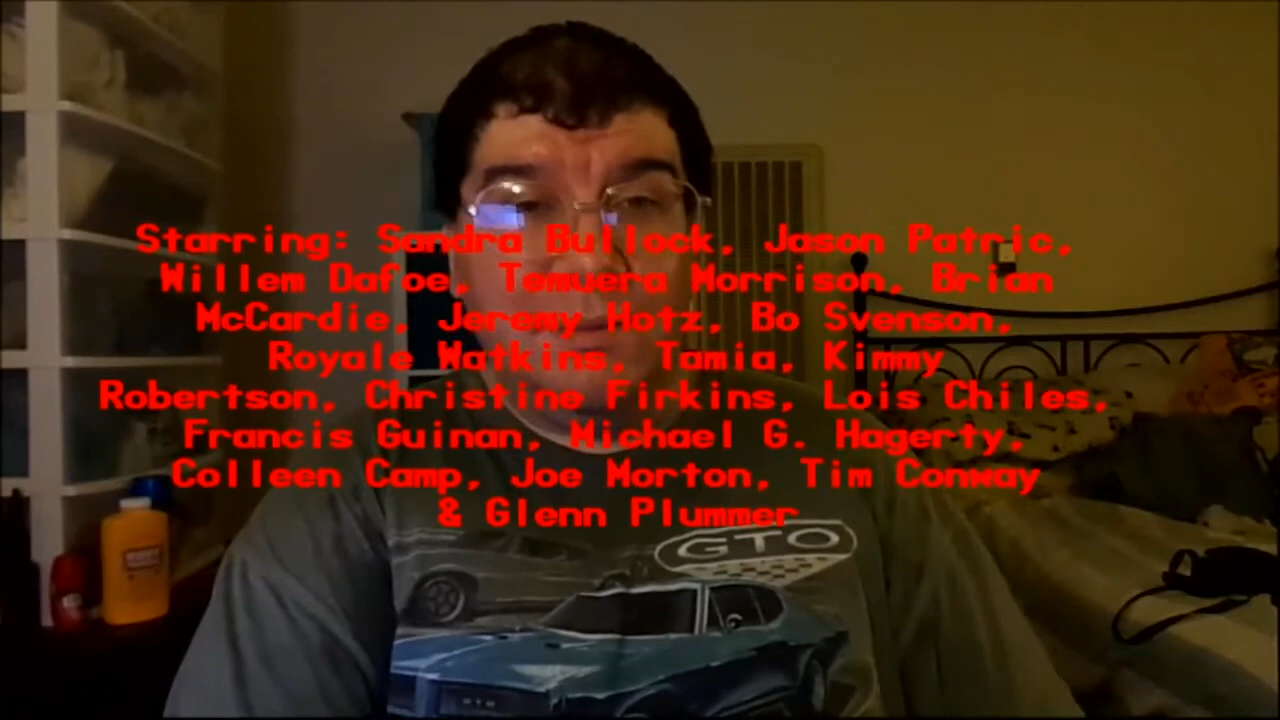 Starring: Sandra Bullock, Jason Patric,
Willem Dafoe, Temuera Morrison, Brian
McCardie, Jeremy Hotz, Bo Svenson,
Royale Watkins, Tamia, Kimmy
Robertson, Christine Firkins, Lois Chiles,
Francis Guinan, Michael G. Hagerty,
Colleen Camp, Joe Morton, Tim Conway
& Glenn Plummer
GTO
GTO